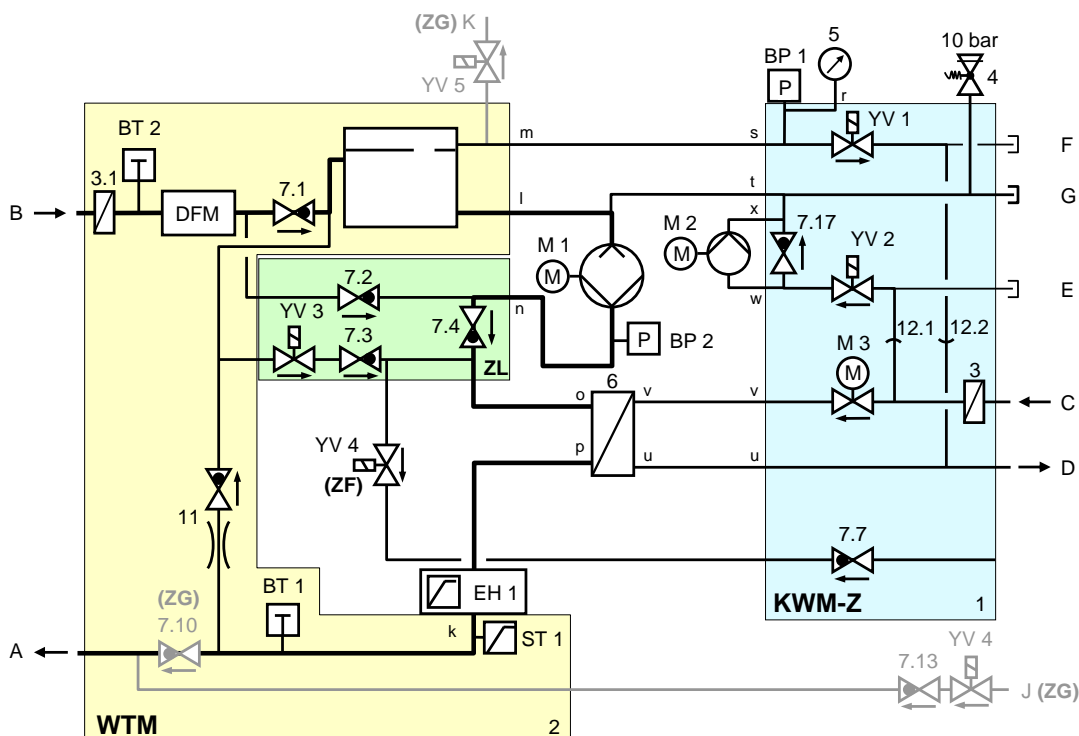 (ZG) K
YV 5
5
BP 1
P
10 bar
4
r
BT 2
T
m
s
YV 1
F
3.1
7.1
B
DFM
l
t
G
x
M 2
M
7.17
M 1
M
YV 2
7.2
YV 3
n
w
E
7.4
7.3
P
BP 2
12.1
12.2
M 3
M
ZL
6
3
o
v
v
C
YV 4
(ZF)
p
u
u
D
11
7.7
BT 1
T
EH 1
(ZG)
7.10
KWM-Z
1
k
ST 1
A
7.13
YV 4
J (ZG)
WTM
2